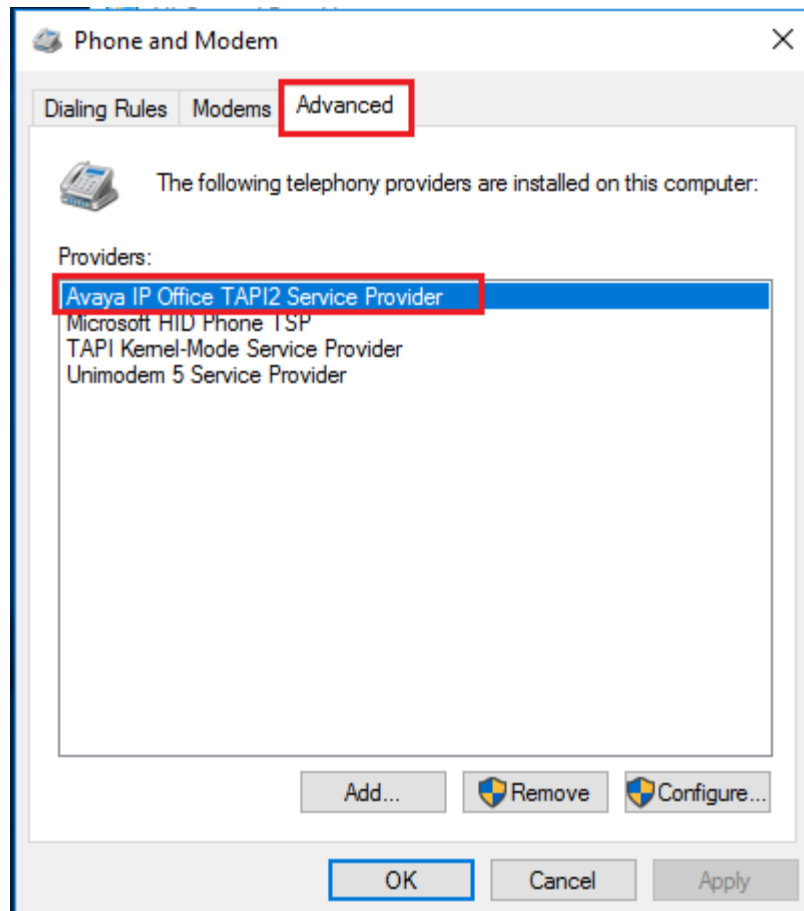 Phone and Modem
Dialing Rules Modems Advanced
The following telephony providers are installed on this computer:
Providers:
Avaya IP Office TAPI2 Service Provider
Microsoft HID Phone TSP
TAPI Kernel-Mode Service Provider
Unimodem 5 Service Provider
Add... Remove Configure...
OK Cancel Apply